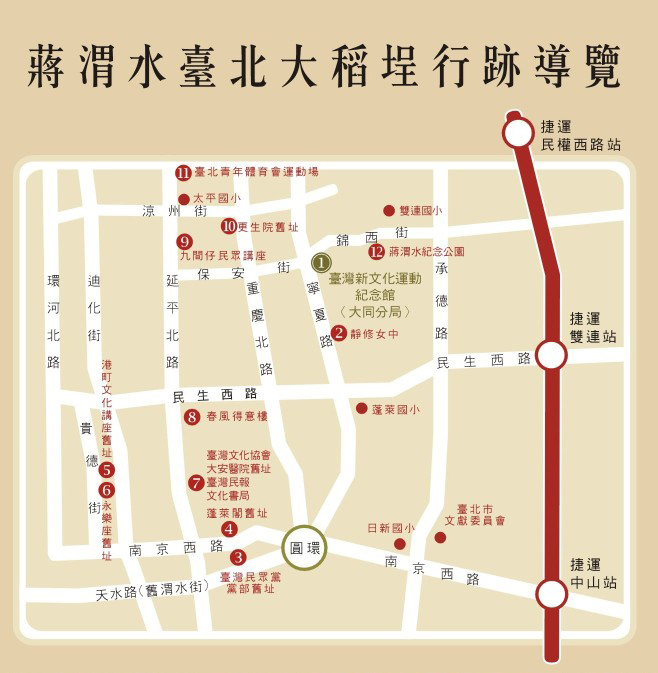 蔣渭水臺北大稻埕行跡導覽
捷運
民權西路站
11 臺北青年體育會運動場
太平國小
涼州街
雙連國小
10 更生院舊址
錦西街
9
九間仔民眾講座
12 蔣渭水紀念公園
1
臺灣新文化運動
紀念館
〈大同分局〉
保安街
環河北路
迪化街
延平北路
重慶北路
寧夏路
承德路
捷運
雙連站
2 靜修女中
民生西路
民生西路
港町文化講座舊址
5
貴德街
8 春風得意樓
蓬萊國小
臺灣文化協會
大安醫院舊址
7 臺灣民報
文化書局
6
永樂座舊址
蓬萊閣舊址
4
臺北市
文獻委員會
日新國小
圓環
南京西路
南京西路
3
臺灣民眾黨
黨部舊址
天水路(舊渭水街)
捷運
中山站